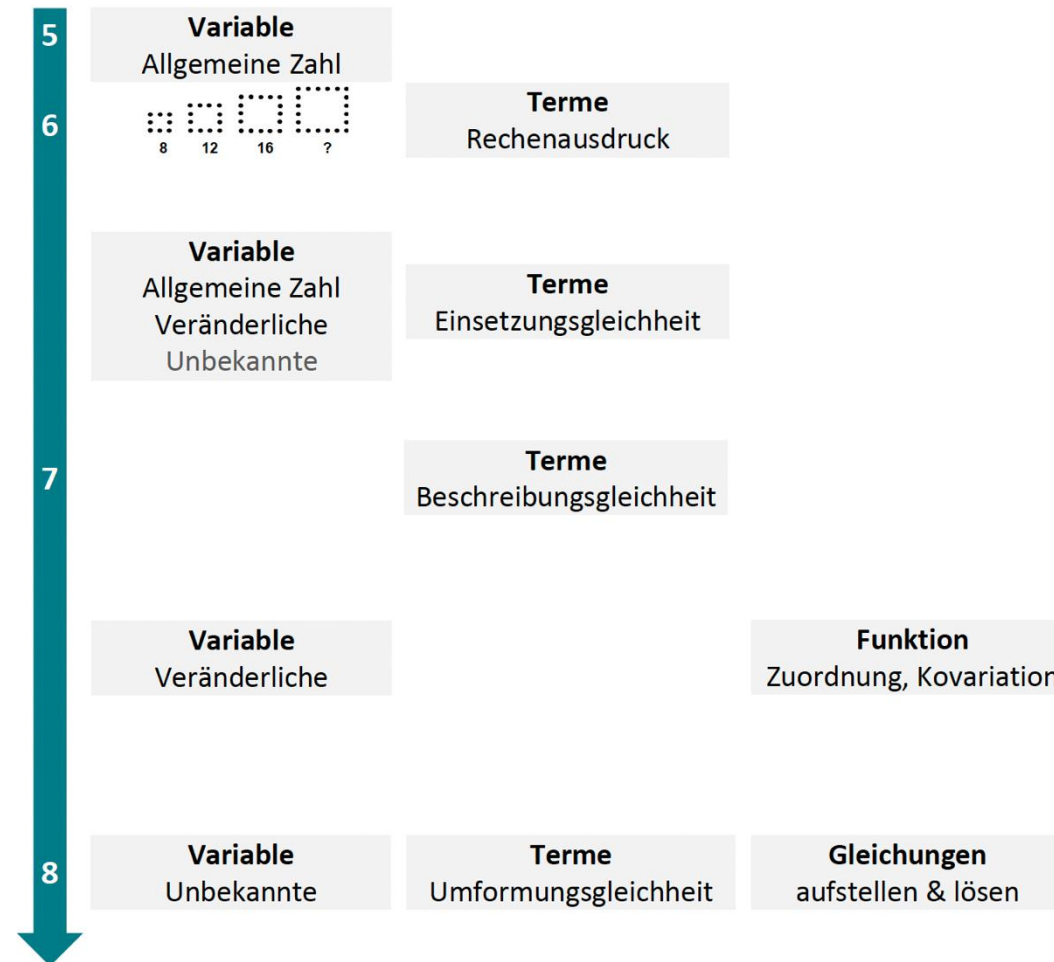 5
Variable
Allgemeine Zahl
6
8 12 16 ?
Terme
Rechenausdruck
Variable
Allgemeine Zahl
Veränderliche
Unbekannte
Terme
Einsetzungsgleichheit
7
Terme
Beschreibungsgleichheit
Variable
Veränderliche
Funktion
Zuordnung, Kovariation
8
Variable
Unbekannte
Terme
Umformungsgleichheit
Gleichungen
aufstellen & lösen